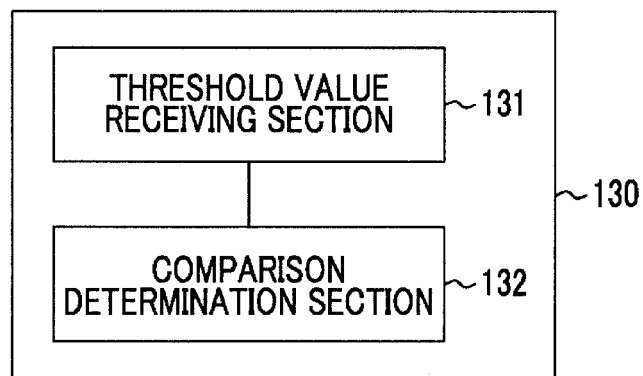 THRESHOLD VALUE
RECEIVING SECTION
131
130
COMPARISON
DETERMINATION SECTION
132